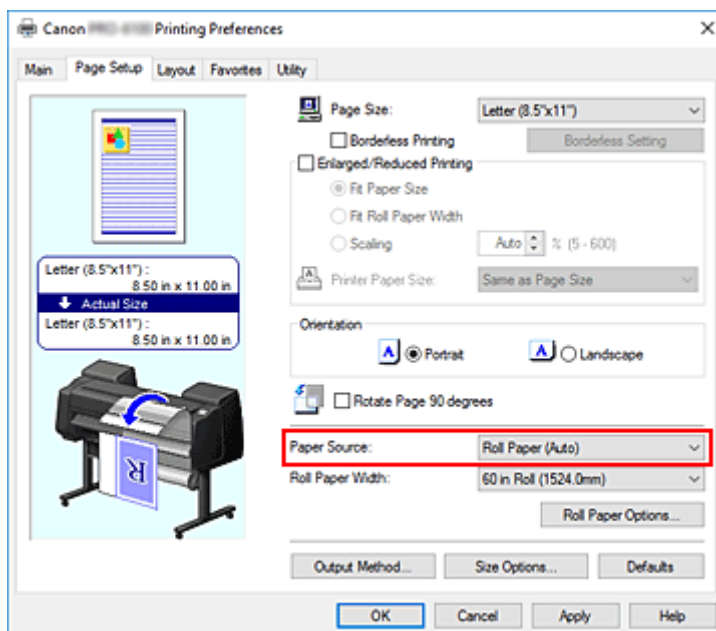 Canon Printing Preferences
Main Page Setup Layout Favorites Utility
Page Size: Letter (8.5"x11")
Borderless Printing Borderless Setting
Enlarged/Reduced Printing
Fit Paper Size
Fit Roll Paper Width
Scaling Auto % (5 - 600)
Printer Paper Size: Same as Page Size
Letter (8.5"x11") :
8.50 in x 11.00 in
Actual Size
Letter (8.5"x11") :
8.50 in x 11.00 in
Orientation
A Portrait A Landscape
Rotate Page 90 degrees
R
Paper Source: Roll Paper (Auto)
Roll Paper Width: 60 in Roll (1524.0mm)
Roll Paper Options...
Output Method... Size Options... Defaults
OK Cancel Apply Help